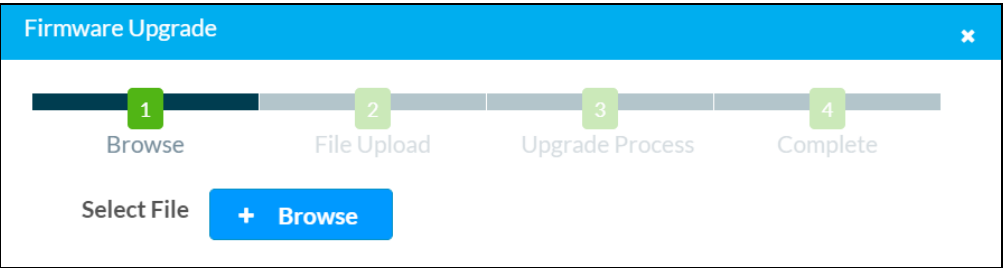 Firmware Upgrade
1 2 3 4
Browse File Upload Upgrade Process Complete
Select File + Browse